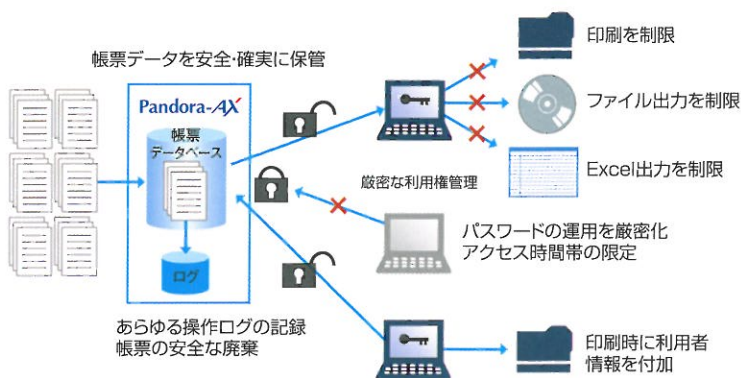 帳票データを安全・確実に保管
Pandora-AX
帳票
データベース
ログ
あらゆる操作ログの記録
帳票の安全な廃棄
厳密な利用権管理
印刷を制限
ファイル出力を制限
Excel出力を制限
パスワードの運用を厳密化
アクセス時間帯の限定
印刷時に利用者
情報を付加